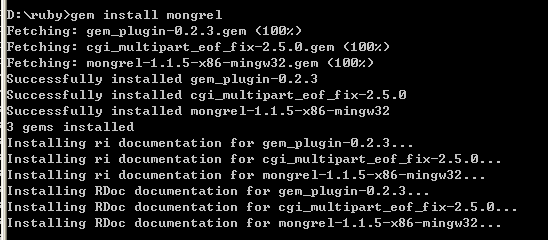 D:\ruby>gem install mongrel
Fetching: gem_plugin-0.2.3.gem (100%)
Fetching: cgi_multipart_eof_fix-2.5.0.gem (100%)
Fetching: mongrel-1.1.5-x86-mingw32.gem (100%)
Successfully installed gem_plugin-0.2.3
Successfully installed cgi_multipart_eof_fix-2.5.0
Successfully installed mongrel-1.1.5-x86-mingw32
3 gems installed
Installing ri documentation for gem_plugin-0.2.3...
Installing ri documentation for cgi_multipart_eof_fix-2.5.0...
Installing ri documentation for mongrel-1.1.5-x86-mingw32...
Installing RDoc documentation for gem_plugin-0.2.3...
Installing RDoc documentation for cgi_multipart_eof_fix-2.5.0...
Installing RDoc documentation for mongrel-1.1.5-x86-mingw32...